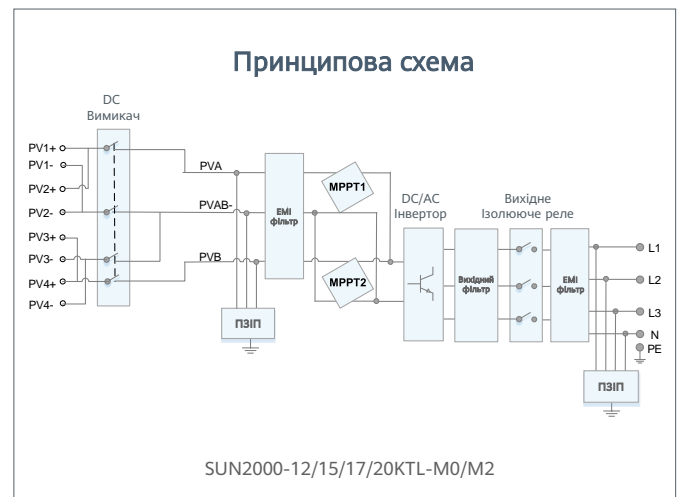 Принципова схема
DC
Вимикач
PV1+
PV1-
PV2+
PV2-
PV3+
PV3-
PV4+
PV4-
PVA
PVAB-
PVB
ЕМІ
фільтр
ПЗІП
MPPT1
MPPT2
DC/AC
Інвертор
Вихідний
фільтр
Вихідне
Ізолююче реле
ЕМІ
фільтр
L1
L2
L3
N
PE
ПЗІП
SUN2000-12/15/17/20KTL-M0/M2